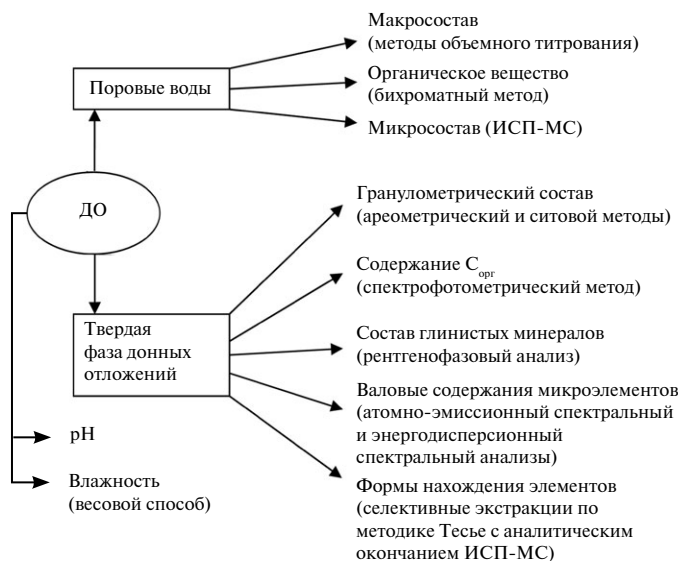 Макросостав
(методы объемного титрования)
Поровые воды
Органическое вещество
(бихроматный метод)
Микросостав (ИСП-МС)
ДО
Гранулометрический состав
(ареометрический и ситовой методы)
Содержание Сорг
(спектрофотометрический метод)
Твердая
фаза донных
отложений
Состав глинистых минералов
(рентгенофазовый анализ)
Валовые содержания микроэлементов
(атомно-эмиссионный спектральный
и энергодисперсионный
спектральный анализы)
pH
Влажность
(весовой способ)
Формы нахождения элементов
(селективные экстракции по
методике Тесье с аналитическим
окончанием ИСП-МС)